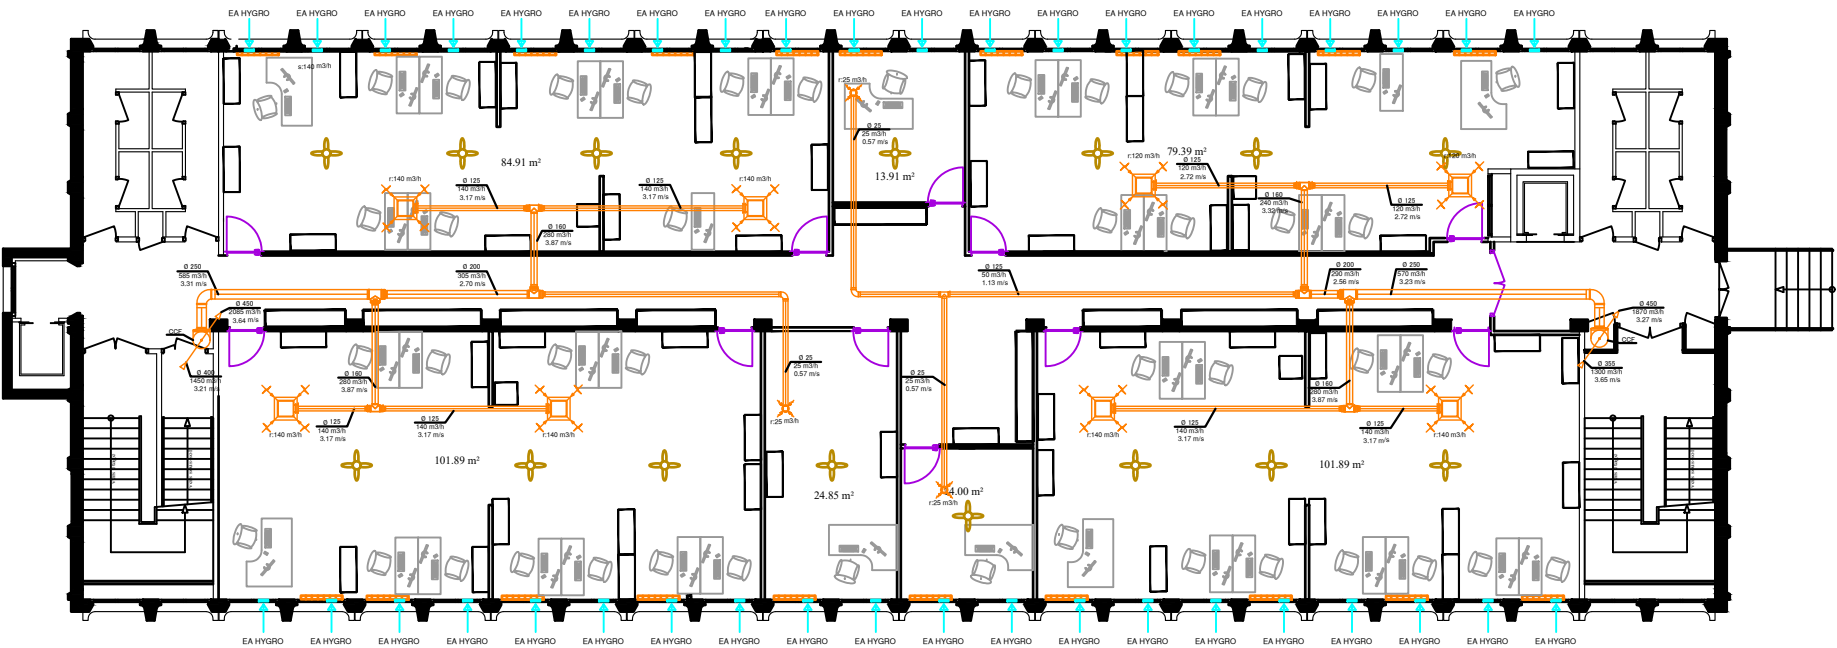 EA HYGRO EA HYGRO EA HYGRO EA HYGRO EA HYGRO EA HYGRO EA HYGRO EA HYGRO EA HYGRO EA HYGRO EA HYGRO EA HYGRO EA HYGRO EA HYGRO EA HYGRO EA HYGRO EA HYGRO EA HYGRO EA HYGRO EA HYGRO
s:140 m3/h
r:25 m3/h
Ø 25
25 m3/h
0.57 m/s
84.91 m²
13.91 m²
79.39 m²
r:140 m3/h
Ø 125
140 m3/h
3.17 m/s
Ø 125
140 m3/h
3.17 m/s
r:140 m3/h
r:120 m3/h
Ø 125
120 m3/h
2.72 m/s
r:120 m3/h
Ø 160
280 m3/h
3.87 m/s
Ø 160
240 m3/h
3.32 m/s
Ø 125
120 m3/h
2.72 m/s
Ø 250
585 m3/h
3.31 m/s
Ø 200
305 m3/h
2.70 m/s
Ø 125
50 m3/h
1.13 m/s
Ø 200
290 m3/h
2.56 m/s
Ø 250
570 m3/h
3.23 m/s
Ø 450
2085 m3/h
3.64 m/s
CCF
Ø 400
1450 m3/h
3.21 m/s
Ø 450
1870 m3/h
3.27 m/s
CCF
Ø 355
1300 m3/h
3.65 m/s
Ø 160
280 m3/h
3.87 m/s
Ø 25
25 m3/h
0.57 m/s
Ø 25
25 m3/h
0.57 m/s
Ø 160
280 m3/h
3.87 m/s
r:140 m3/h
Ø 125
140 m3/h
3.17 m/s
Ø 125
140 m3/h
3.17 m/s
r:140 m3/h
r:25 m3/h
r:140 m3/h
Ø 125
140 m3/h
3.17 m/s
Ø 125
140 m3/h
3.17 m/s
r:140 m3/h
101.89 m²
24.85 m²
4.00 m²
r:25 m3/h
101.89 m²
EA HYGRO EA HYGRO EA HYGRO EA HYGRO EA HYGRO EA HYGRO EA HYGRO EA HYGRO EA HYGRO EA HYGRO EA HYGRO EA HYGRO EA HYGRO EA HYGRO EA HYGRO EA HYGRO EA HYGRO EA HYGRO EA HYGRO EA HYGRO